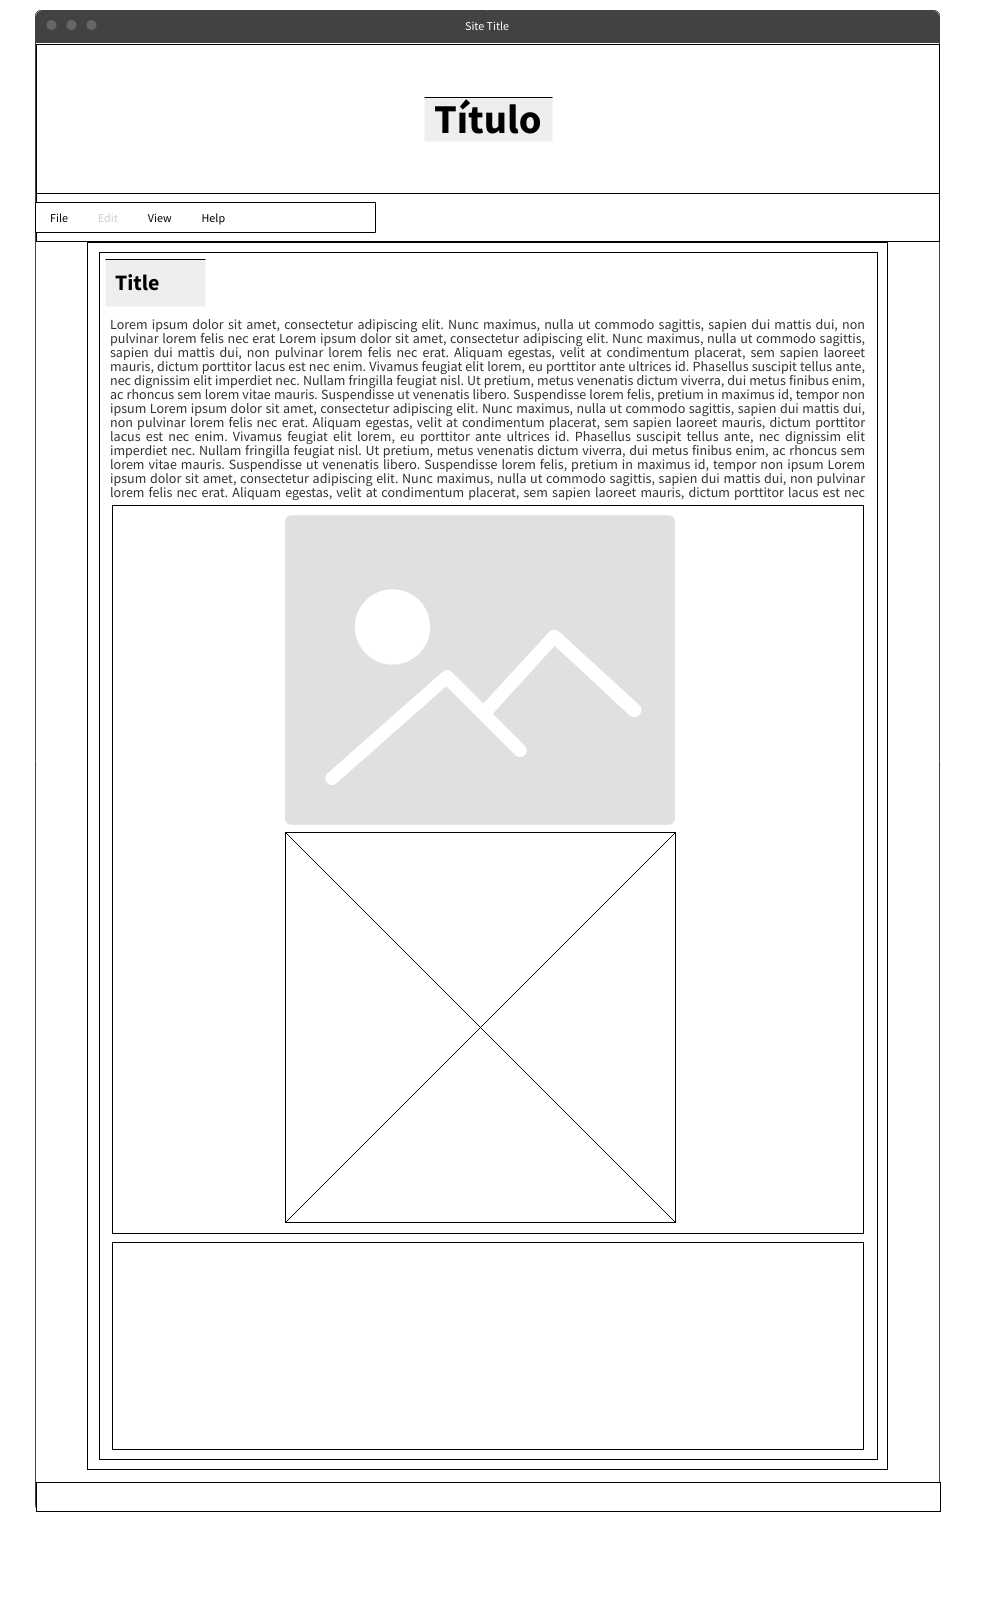 Site Title
Título
File Edit View Help
Title
Lorem ipsum dolor sit amet, consectetur adipiscing elit. Nunc maximus, nulla ut commodo sagittis, sapien dui mattis dui, non
pulvinar lorem felis nec erat Lorem ipsum dolor sit amet, consectetur adipiscing elit. Nunc maximus, nulla ut commodo sagittis,
sapien dui mattis dui, non pulvinar lorem felis nec erat. Aliquam egestas, velit at condimentum placerat, sem sapien laoreet
mauris, dictum porttitor lacus est nec enim. Vivamus feugiat elit lorem, eu porttitor ante ultrices id. Phasellus suscipit tellus ante,
nec dignissim elit imperdiet nec. Nullam fringilla feugiat nisl. Ut pretium, metus venenatis dictum viverra, dui metus finibus enim,
ac rhoncus sem lorem vitae mauris. Suspendisse ut venenatis libero. Suspendisse lorem felis, pretium in maximus id, tempor non
ipsum Lorem ipsum dolor sit amet, consectetur adipiscing elit. Nunc maximus, nulla ut commodo sagittis, sapien dui mattis dui,
non pulvinar lorem felis nec erat. Aliquam egestas, velit at condimentum placerat, sem sapien laoreet mauris, dictum porttitor
lacus est nec enim. Vivamus feugiat elit lorem, eu porttitor ante ultrices id. Phasellus suscipit tellus ante, nec dignissim elit
imperdiet nec. Nullam fringilla feugiat nisl. Ut pretium, metus venenatis dictum viverra, dui metus finibus enim, ac rhoncus sem
lorem vitae mauris. Suspendisse ut venenatis libero. Suspendisse lorem felis, pretium in maximus id, tempor non ipsum Lorem
ipsum dolor sit amet, consectetur adipiscing elit. Nunc maximus, nulla ut commodo sagittis, sapien dui mattis dui, non pulvinar
lorem felis nec erat. Aliquam egestas, velit at condimentum placerat, sem sapien laoreet mauris, dictum porttitor lacus est nec